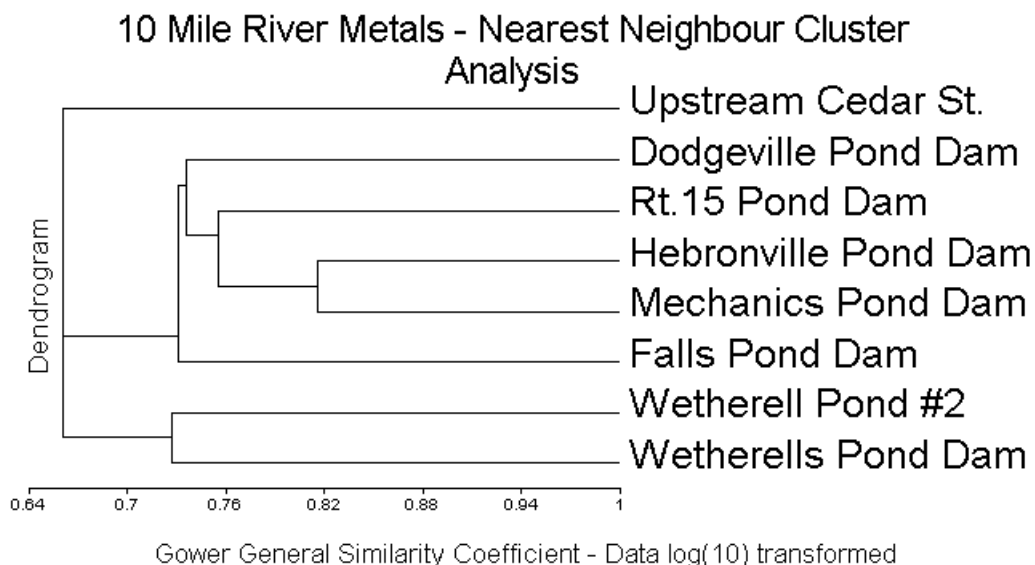 10 Mile River Metals - Nearest Neighbour Cluster
Analysis
Upstream Cedar St.
Dodgeville Pond Dam
Rt.15 Pond Dam
Hebronville Pond Dam
Mechanics Pond Dam
Falls Pond Dam
Wetherell Pond #2
Wetherells Pond Dam
Dendrogram
0.64 0.7 0.76 0.82 0.88 0.94 1
Gower General Similarity Coefficient - Data log(10) transformed